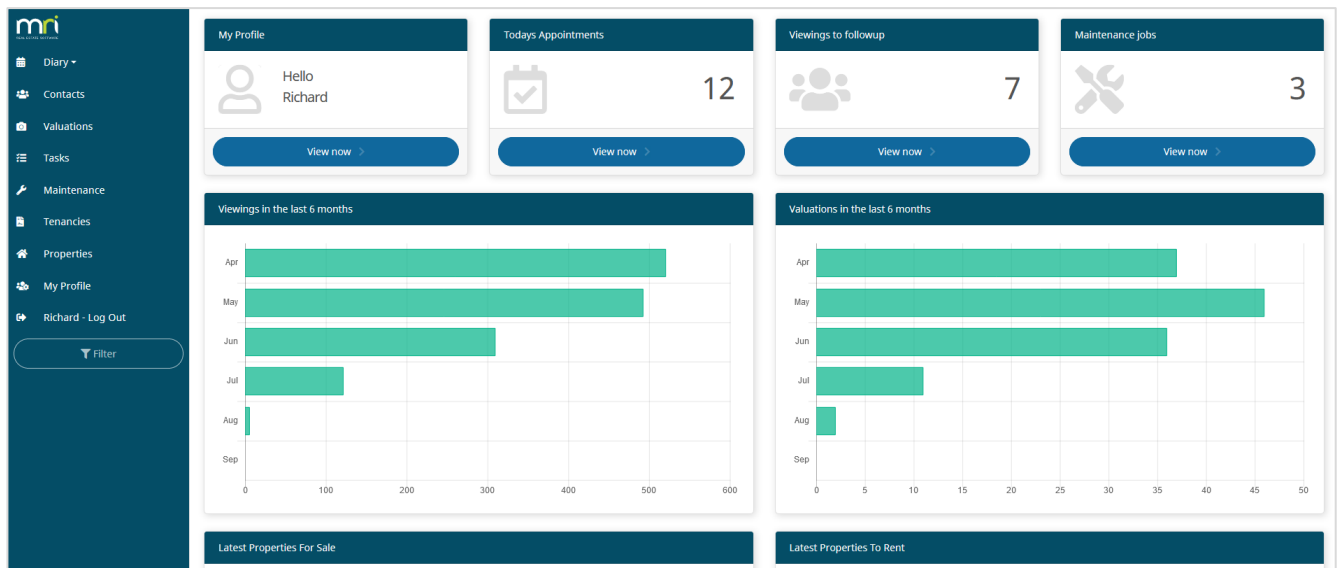 mri
REAL ESTATE SOFTWARE
Diary
Contacts
Valuations
Tasks
Maintenance
Tenancies
Properties
My Profile
Richard - Log Out
Filter
My Profile
Hello
Richard
View now
Todays Appointments
12
View now
Viewings to followup
7
View now
Maintenance jobs
3
View now
Viewings in the last 6 months
Apr
May
Jun
Jul
Aug
Sep
0 100 200 300 400 500 600
Valuations in the last 6 months
Apr
May
Jun
Jul
Aug
Sep
0 5 10 15 20 25 30 35 40 45 50
Latest Properties For Sale
Latest Properties To Rent